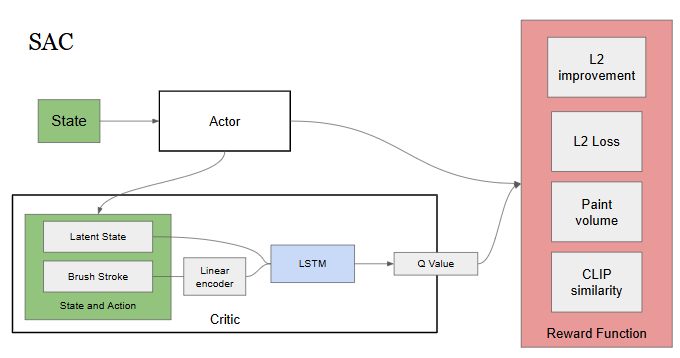 SAC
State
Actor
Latent State
Brush Stroke
State and Action
Linear
encoder
LSTM
Q Value
Critic
L2
improvement
L2 Loss
Paint
volume
CLIP
similarity
Reward Function